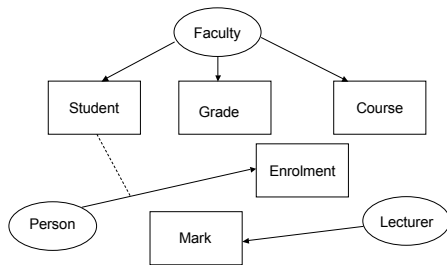 Faculty
Student
Grade
Course
Enrolment
Person
Lecturer
Mark